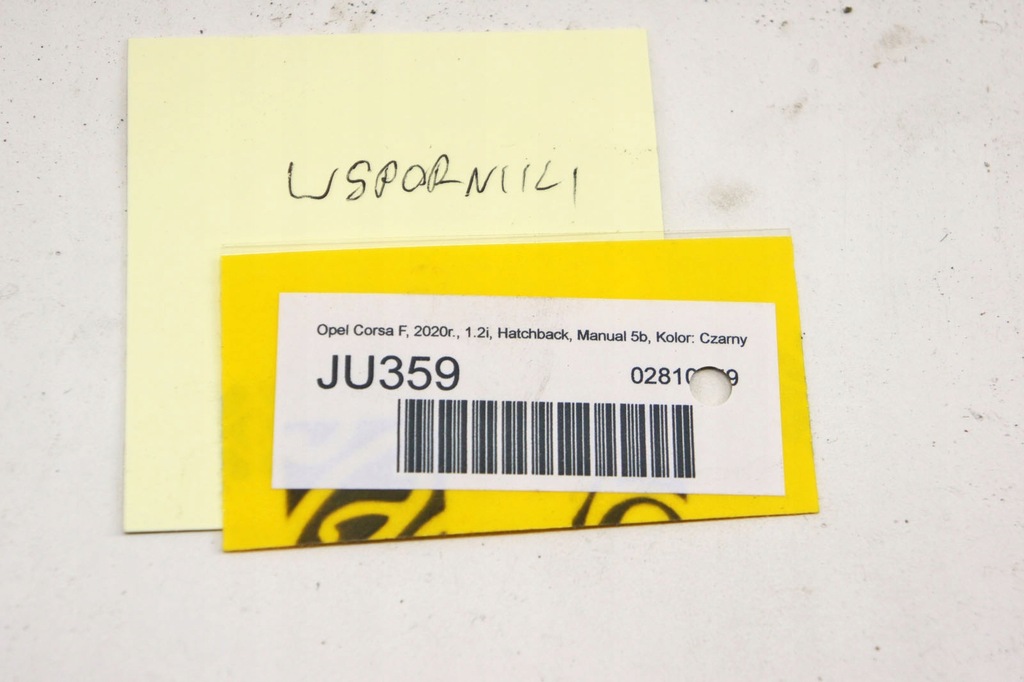 WSPORNIKI
Opel Corsa F, 2020r., 1.2i, Hatchback, Manual 5b, Kolor: Czarny
JU359